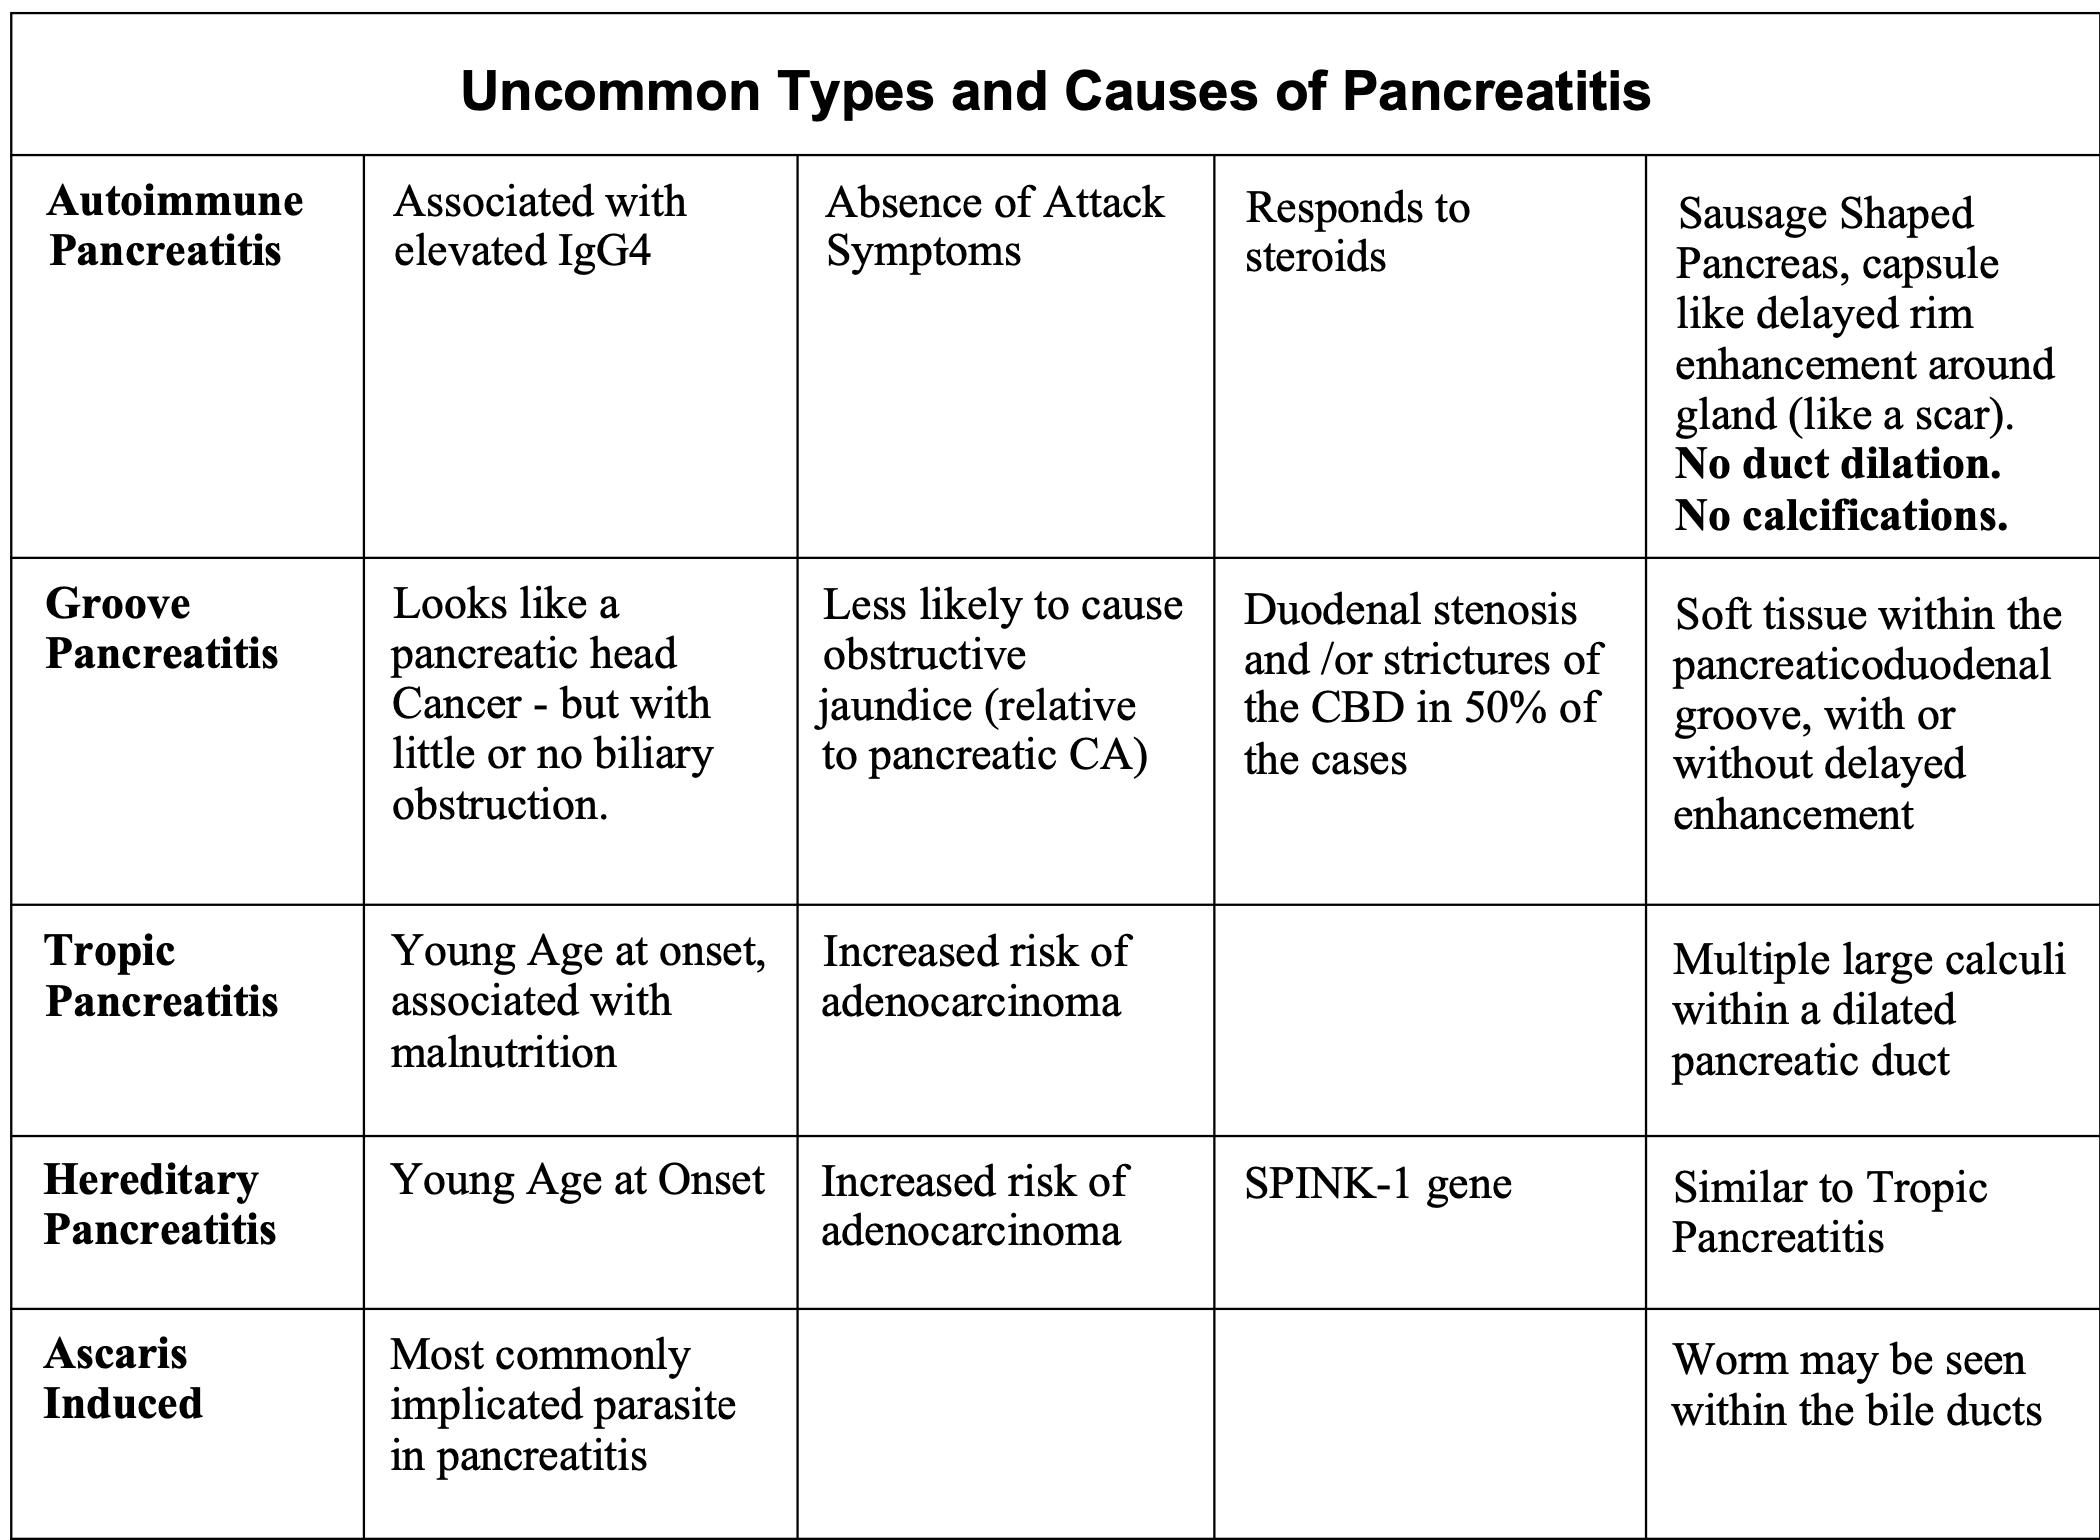 Uncommon Types and Causes of Pancreatitis
Autoimmune
Pancreatitis
Associated with
elevated IgG4
Absence of Attack
Symptoms
Responds to
steroids
Sausage Shaped
Pancreas, capsule
like delayed rim
enhancement around
gland (like a scar).
No duct dilation.
No calcifications.
Groove
Pancreatitis
Looks like a
pancreatic head
Cancer - but with
little or no biliary
obstruction.
Less likely to cause
obstructive
jaundice (relative
to pancreatic CA)
Duodenal stenosis
and /or strictures of
the CBD in 50% of
the cases
Soft tissue within the
pancreaticoduodenal
groove, with or
without delayed
enhancement
Tropic
Pancreatitis
Young Age at onset,
associated with
malnutrition
Increased risk of
adenocarcinoma
Multiple large calculi
within a dilated
pancreatic duct
Hereditary
Pancreatitis
Young Age at Onset
Increased risk of
adenocarcinoma
SPINK-1 gene
Similar to Tropic
Pancreatitis
Ascaris
Induced
Most commonly
implicated parasite
in pancreatitis
Worm may be seen
within the bile ducts